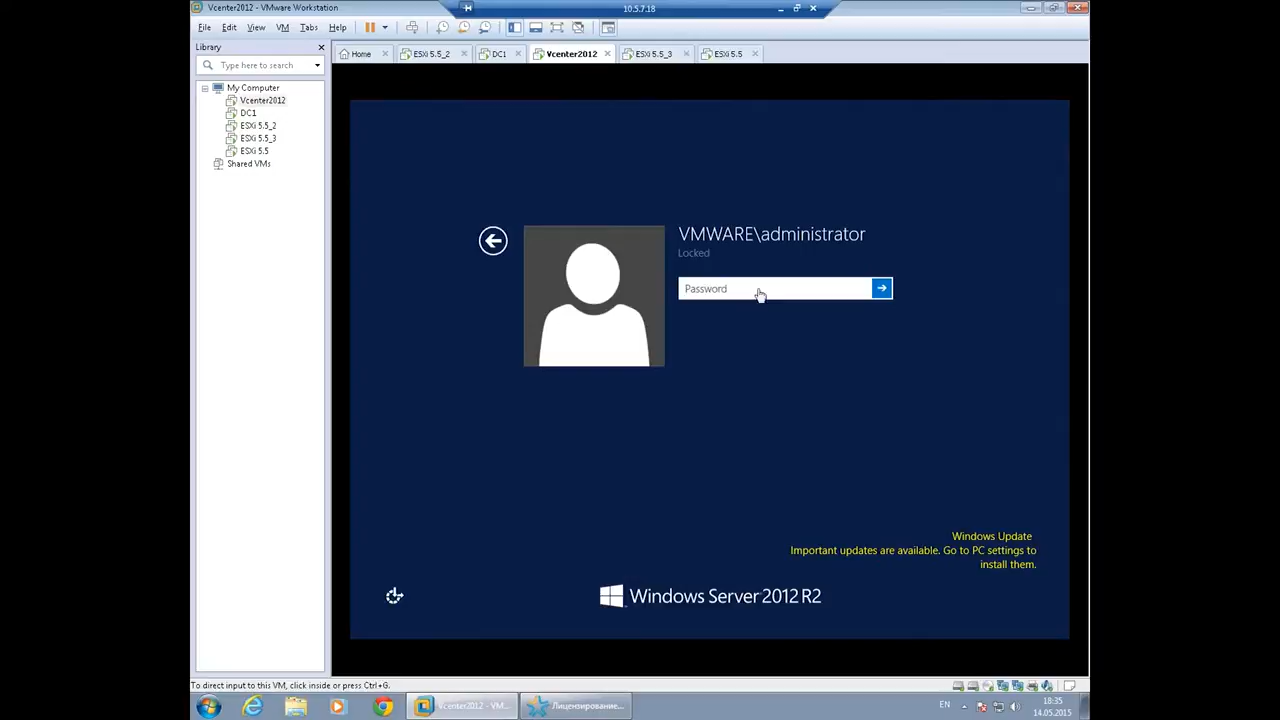 Vcenter2012 - VMware Workstation
10.5.7.18
File Edit View VM Tabs Help
Library
Home ESXi 5.5_2 DC1 Vcenter2012 ESXi 5.5_3 ESXi 5.5
Type here to search
My Computer
Vcenter2012
DC1
ESXi 5.5_2
ESXi 5.5_3
ESXi 5.5
Shared VMs
VMWARE\administrator
Locked
Password
Windows Update
Important updates are available. Go to PC settings to
install them.
Windows Server 2012 R2
To direct input to this VM, click inside or press Ctrl+G.
Vcenter2012 - VM... Лицензирование... EN 18:35
14.05.2015